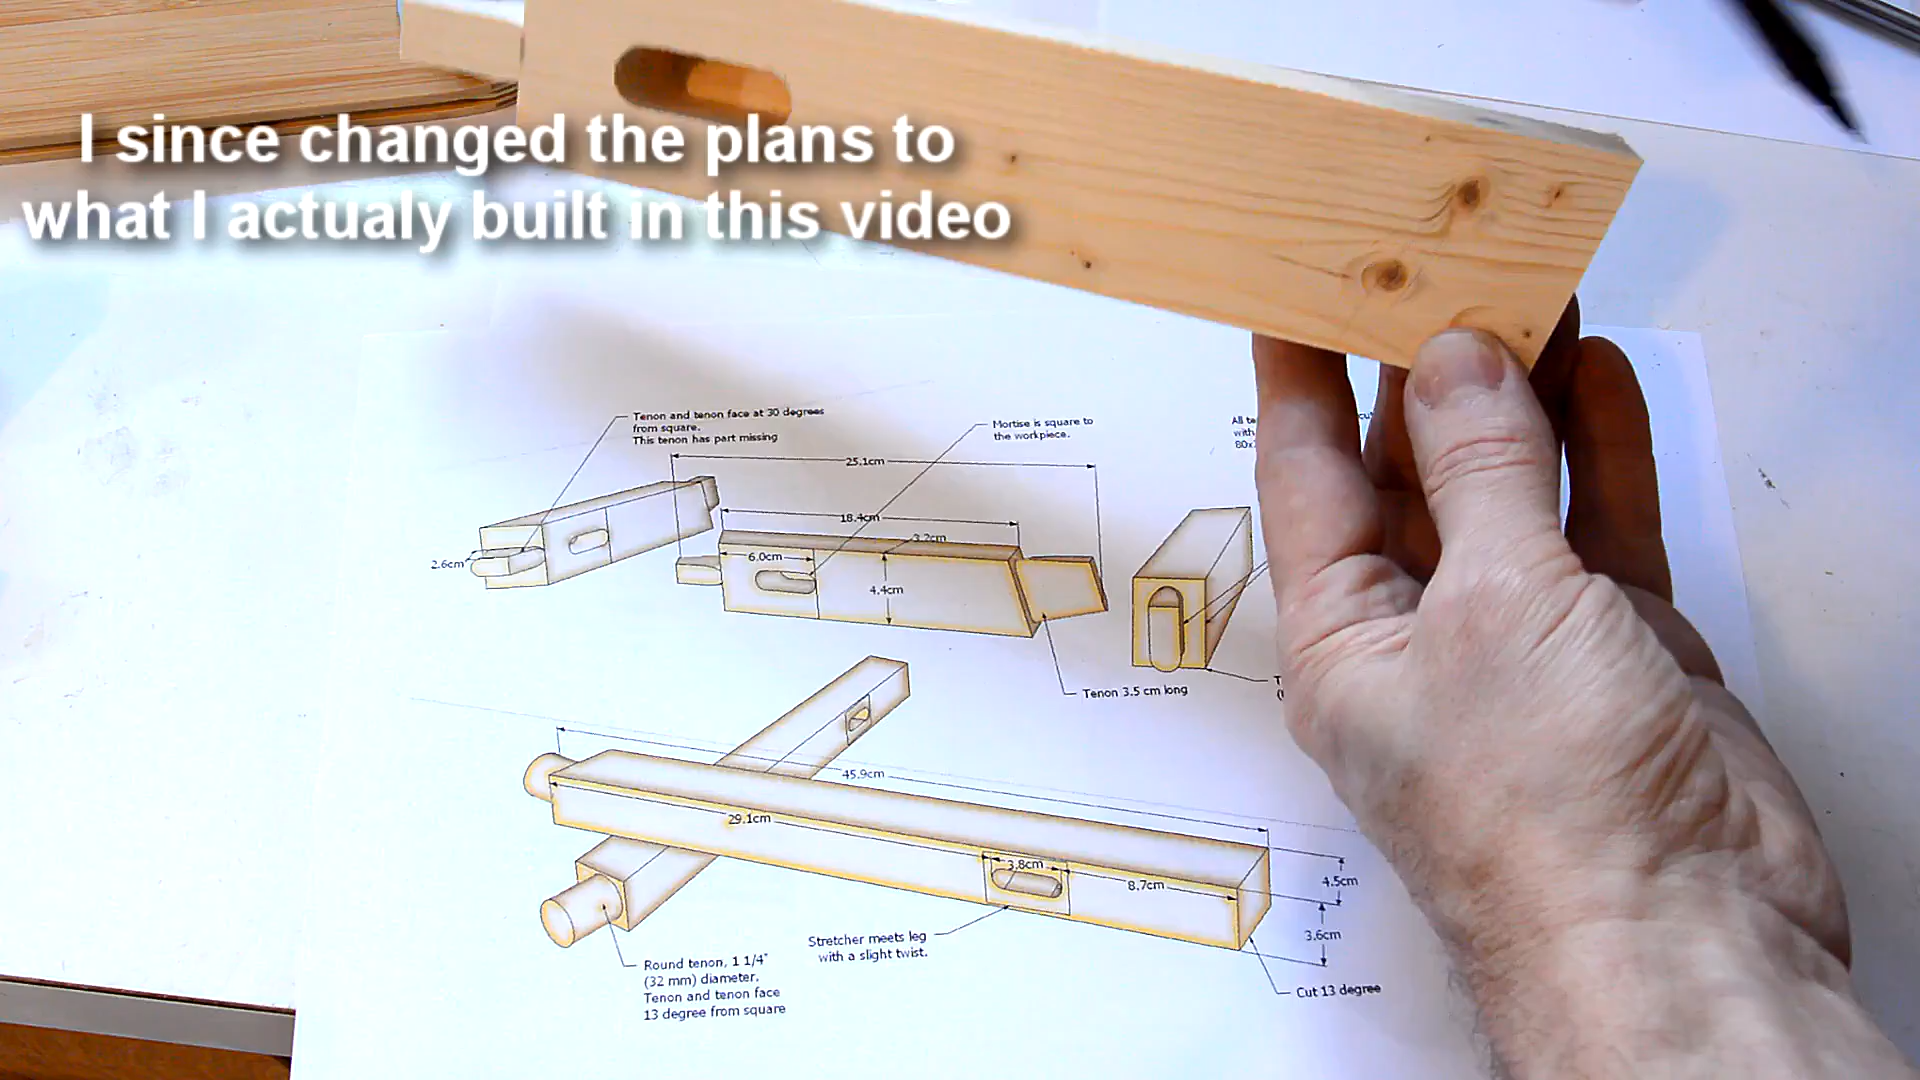 I since changed the plans to
what I actualy built in this video
Tenon and tenon face at 30 degrees
from square.
This tenon has part missing
Mortise is square to
the workpiece.
All
with
25.1cm
18.4cm
3.2cm
2.6cm
6.0cm
4.4cm
Tenon 3.5 cm long
45.9cm
29.1cm
3.8cm
8.7cm
4.5cm
3.6cm
Stretcher meets leg
with a slight twist.
Round tenon, 1 1/4"
(32 mm) diameter.
Tenon and tenon face
13 degree from square
Cut 13 degree